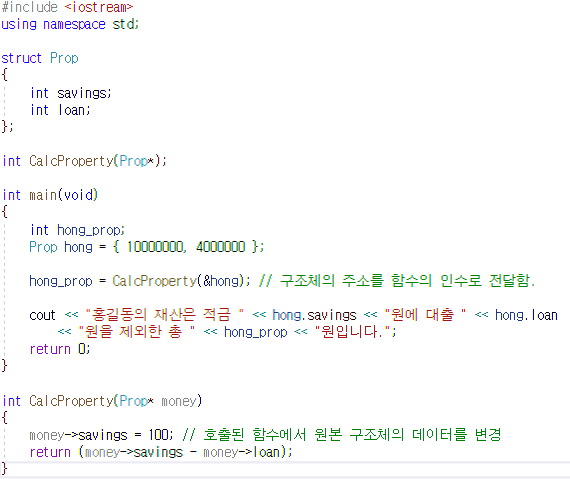 #include <iostream>
using namespace std;
struct Prop
{
int savings;
int loan;
};
int CalcProperty(Prop*);
int main(void)
{
int hong_prop;
Prop hong = { 10000000, 4000000 };
hong_prop = CalcProperty(&hong); // 구조체의 주소를 함수의 인수로 전달함.
cout << "홍길동의 재산은 적금 " << hong.savings << "원에 대출 " << hong.loan
<< "원을 제외한 총 " << hong_prop << "원입니다.";
return 0;
}
int CalcProperty(Prop* money)
{
money->savings = 100; // 호출된 함수에서 원본 구조체의 데이터를 변경
return (money->savings - money->loan);
}